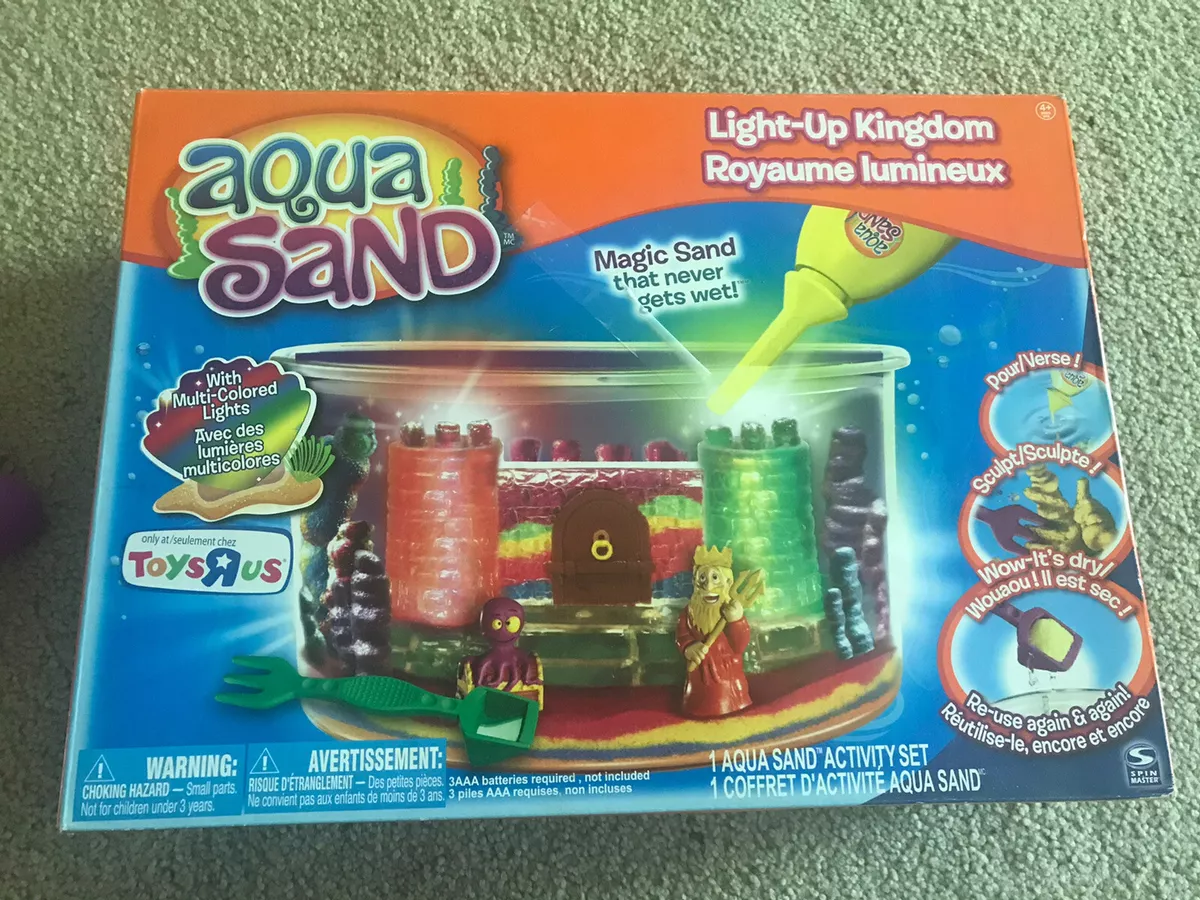 aqua
SaND
TM
MC
Light-Up Kingdom
Royaume lumineux
4+
Magic Sand
that never
gets wet!
aqua
SaND
With
Multi-Colored
Lights
Avec des
lumières
multicolores
only at/seulement chez
ToysRus
Pour/Verse !
Sculpt/Sculpte !
Wow-It's dry/
Wouaou ! Il est sec !
Re-use again & again!
Réutilise-le, encore et encore
WARNING:
CHOKING HAZARD — Small parts.
Not for children under 3 years.
AVERTISSEMENT:
RISQUE D'ÉTRANGLEMENT — Des petites pièces.
Ne convient pas aux enfants de moins de 3 ans.
3AAA batteries required , not included
3 piles AAA requises, non incluses
1 AQUA SAND™ ACTIVITY SET
1 COFFRET D'ACTIVITÉ AQUA SAND
SPIN
MASTER